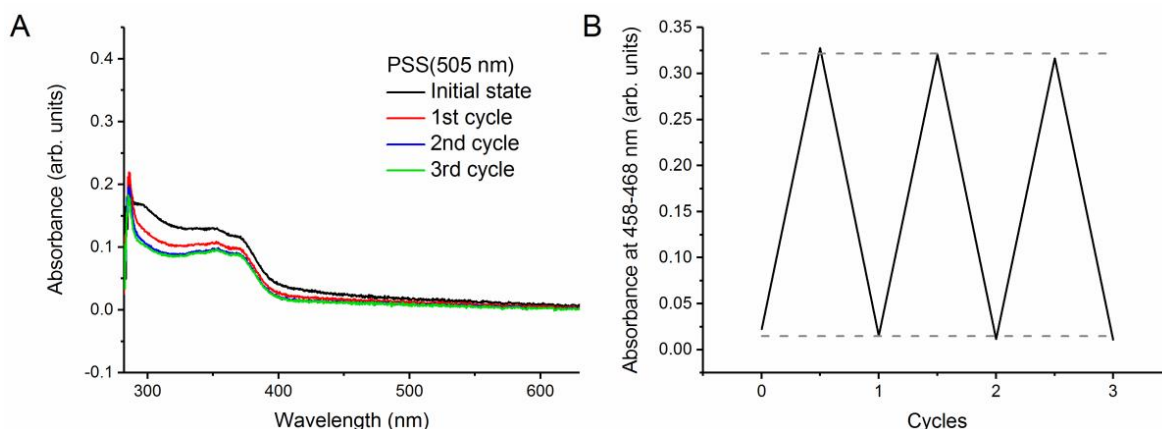 A
PSS(505 nm)
Initial state
1st cycle
2nd cycle
3rd cycle
Absorbance (arb. units)
0.4
0.3
0.2
0.1
0.0
-0.1
300
400
500
600
Wavelength (nm)
B
Absorbance at 458-468 nm (arb. units)
0.35
0.30
0.25
0.20
0.15
0.10
0.05
0.00
0
1
2
3
Cycles